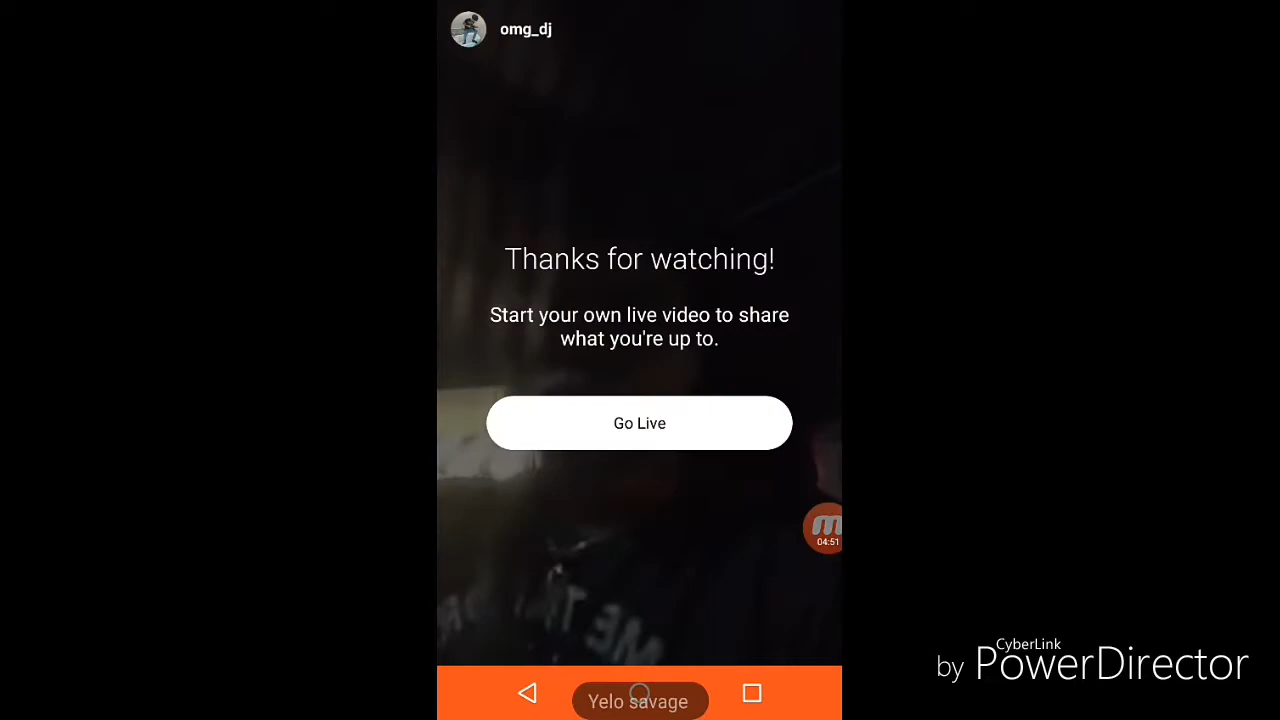 omg_dj
Thanks for watching!
Start your own live video to share
what you're up to.
Go Live
04:51
Yelo savage
CyberLink
by PowerDirector